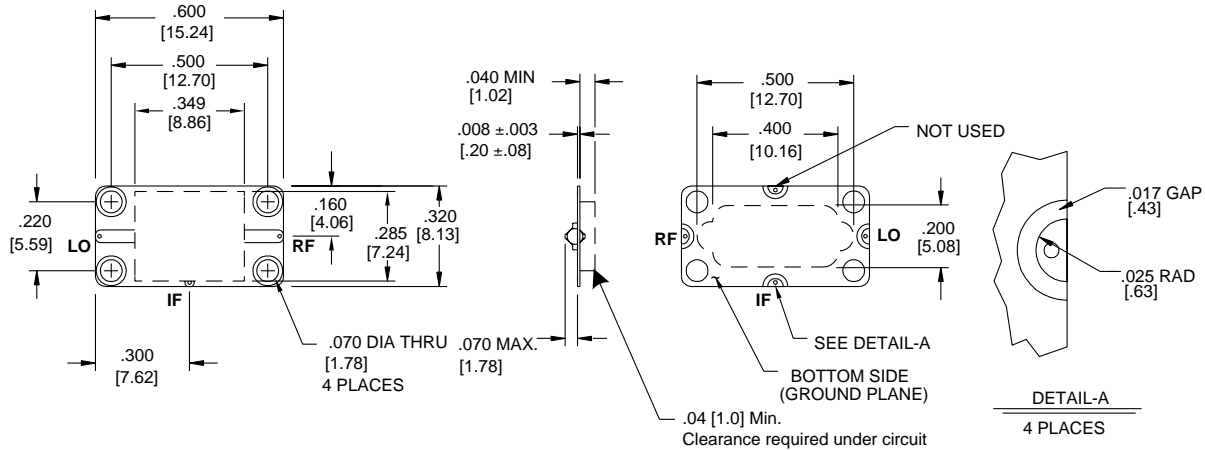 .600
[15.24]
.500
[12.70]
.349
[8.86]
.220
[5.59]
LO
RF
IF
.160
[4.06]
.285
[7.24]
.320
[8.13]
.300
[7.62]
.070 DIA THRU
[1.78]
4 PLACES
.040 MIN
[1.02]
.008 ±.003
[.20 ±.08]
.070 MAX.
[1.78]
.04 [1.0] Min.
Clearance required under circuit
.500
[12.70]
.400
[10.16]
NOT USED
RF
LO
IF
.200
[5.08]
SEE DETAIL-A
BOTTOM SIDE
(GROUND PLANE)
.017 GAP
[.43]
.025 RAD
[.63]
DETAIL-A
4 PLACES